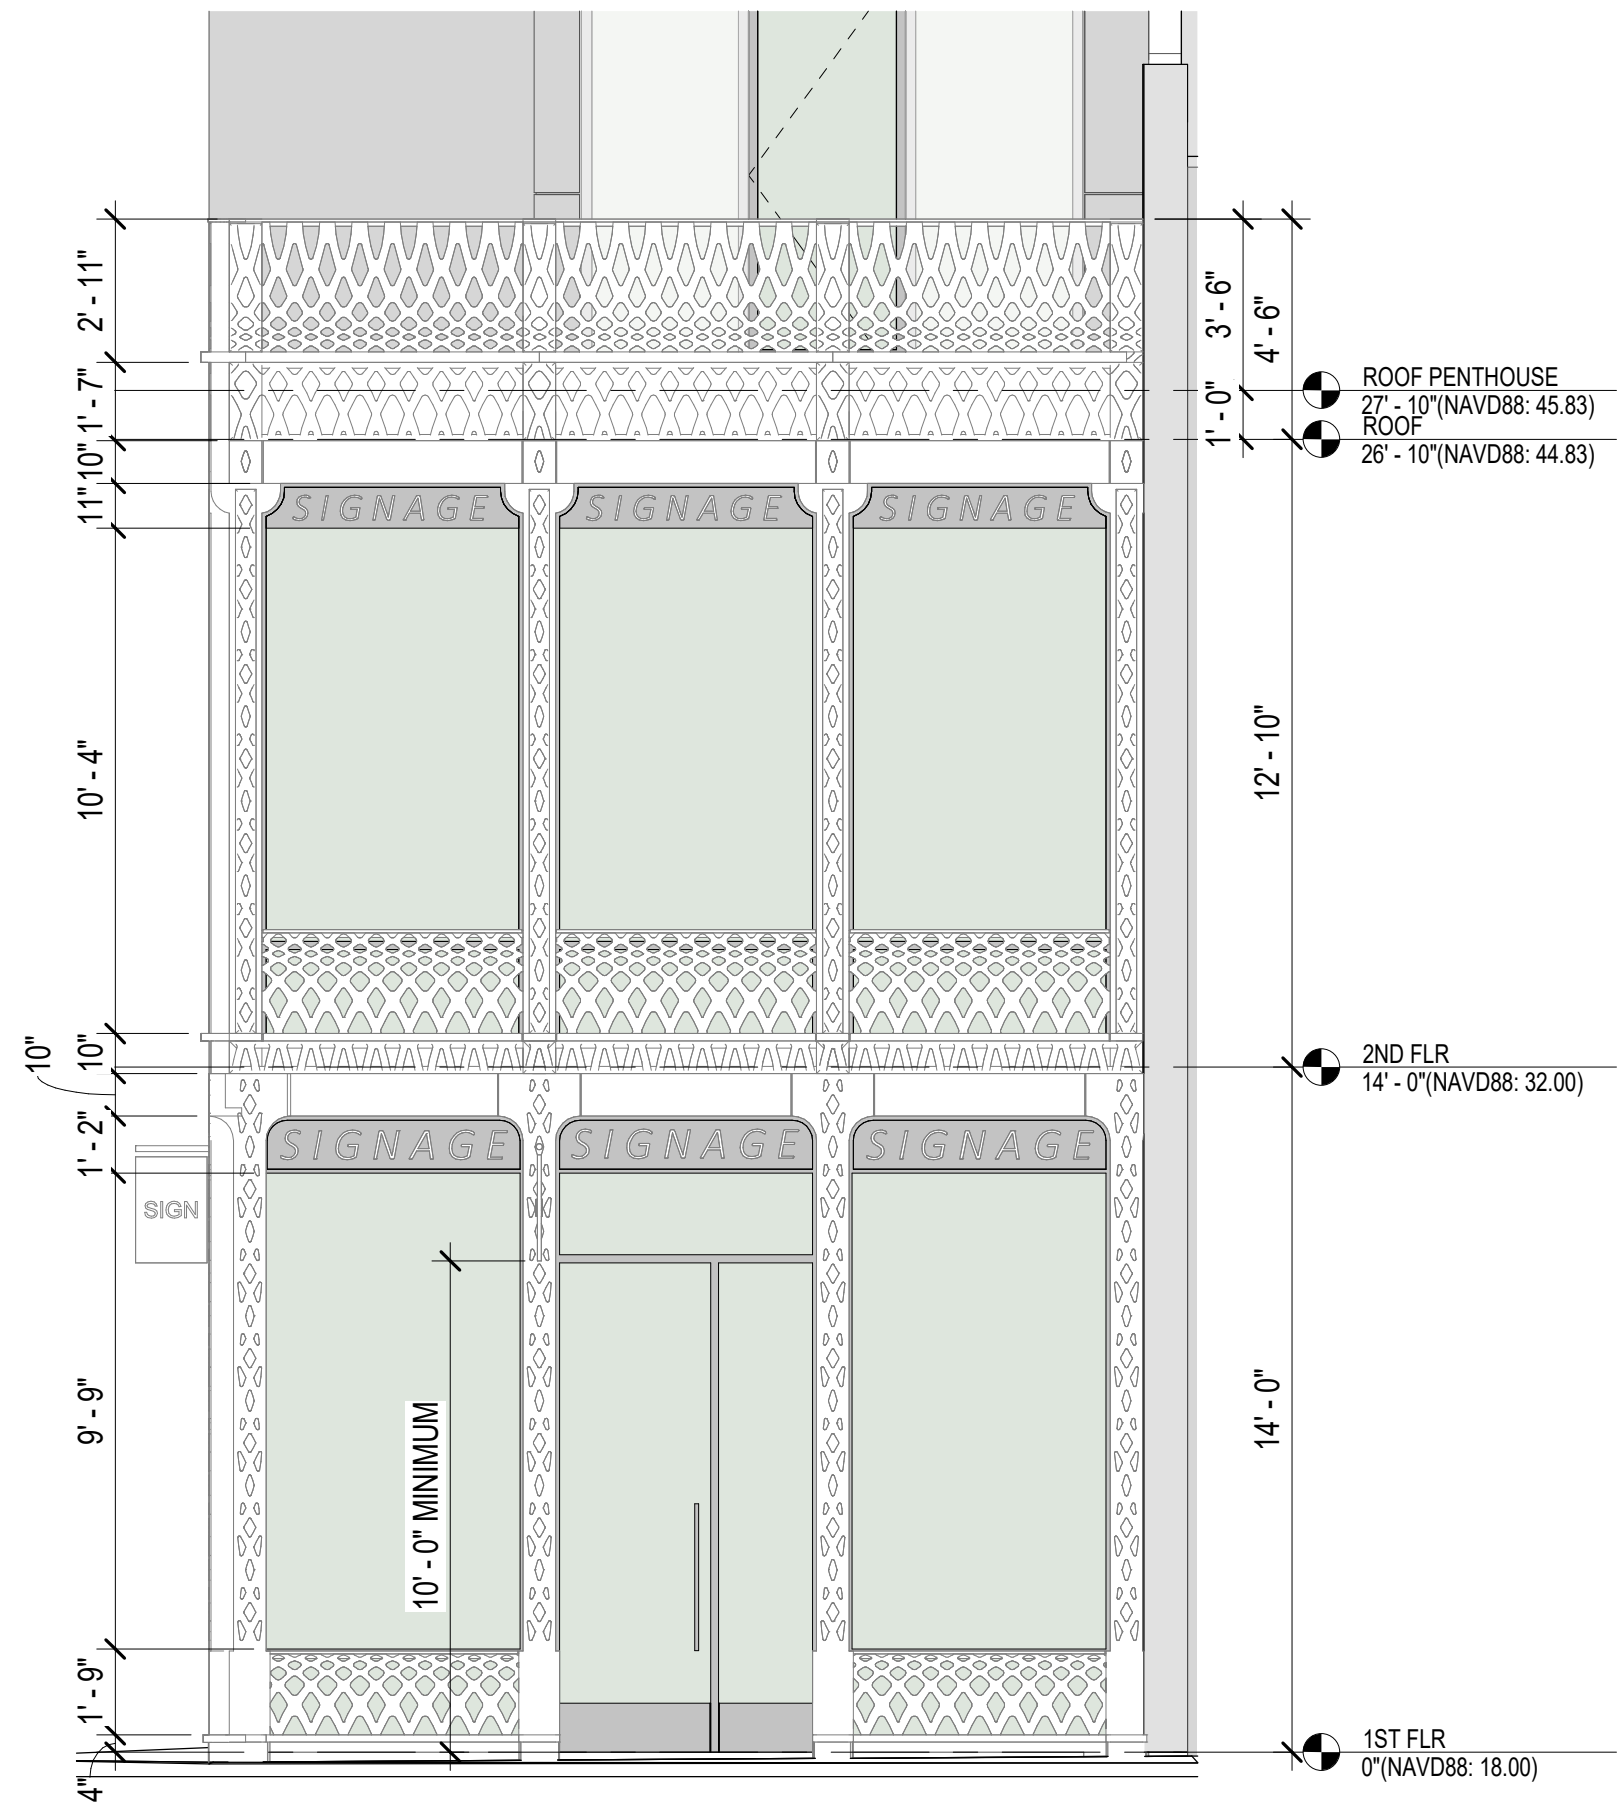 2' - 11"
1' - 7"
10"
11"
10' - 4"
10"
10"
1' - 2"
9' - 9"
1' - 9"
4"
SIGNAGE
SIGNAGE
SIGNAGE
SIGNAGE
SIGNAGE
SIGNAGE
SIGN
10' - 0" MINIMUM
3' - 6"
4' - 6"
1' - 0"
12' - 10"
14' - 0"
ROOF PENTHOUSE
27' - 10"(NAVD88: 45.83)
ROOF
26' - 10"(NAVD88: 44.83)
2ND FLR
14' - 0"(NAVD88: 32.00)
1ST FLR
0"(NAVD88: 18.00)